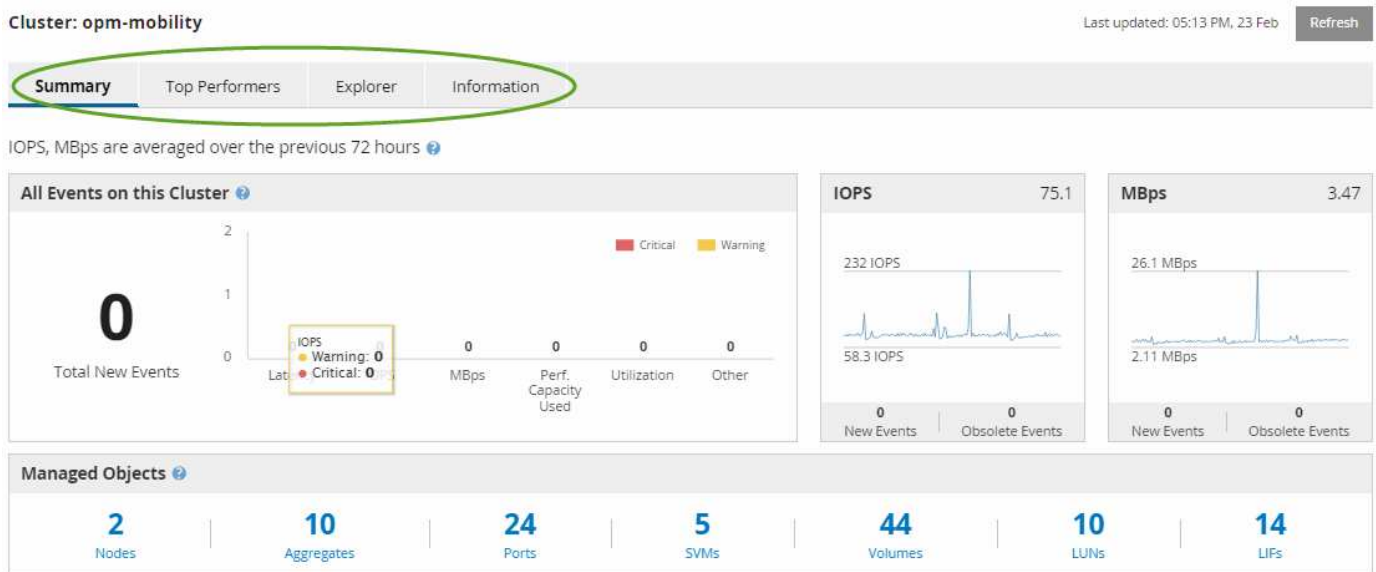 Cluster: opm-mobility
Last updated: 05:13 PM, 23 Feb
Refresh
Summary
Top Performers
Explorer
Information
IOPS, MBps are averaged over the previous 72 hours
All Events on this Cluster
0
Total New Events
2
1
0
Critical
Warning
IOPS
Warning: 0
Critical: 0
0
0
0
0
MBps
Perf.
Capacity
Used
Utilization
Other
IOPS
75.1
232 IOPS
58.3 IOPS
0
New Events
0
Obsolete Events
MBps
3.47
26.1 MBps
2.11 MBps
0
New Events
0
Obsolete Events
Managed Objects
2
Nodes
10
Aggregates
24
Ports
5
SVMs
44
Volumes
10
LUNs
14
LIFs